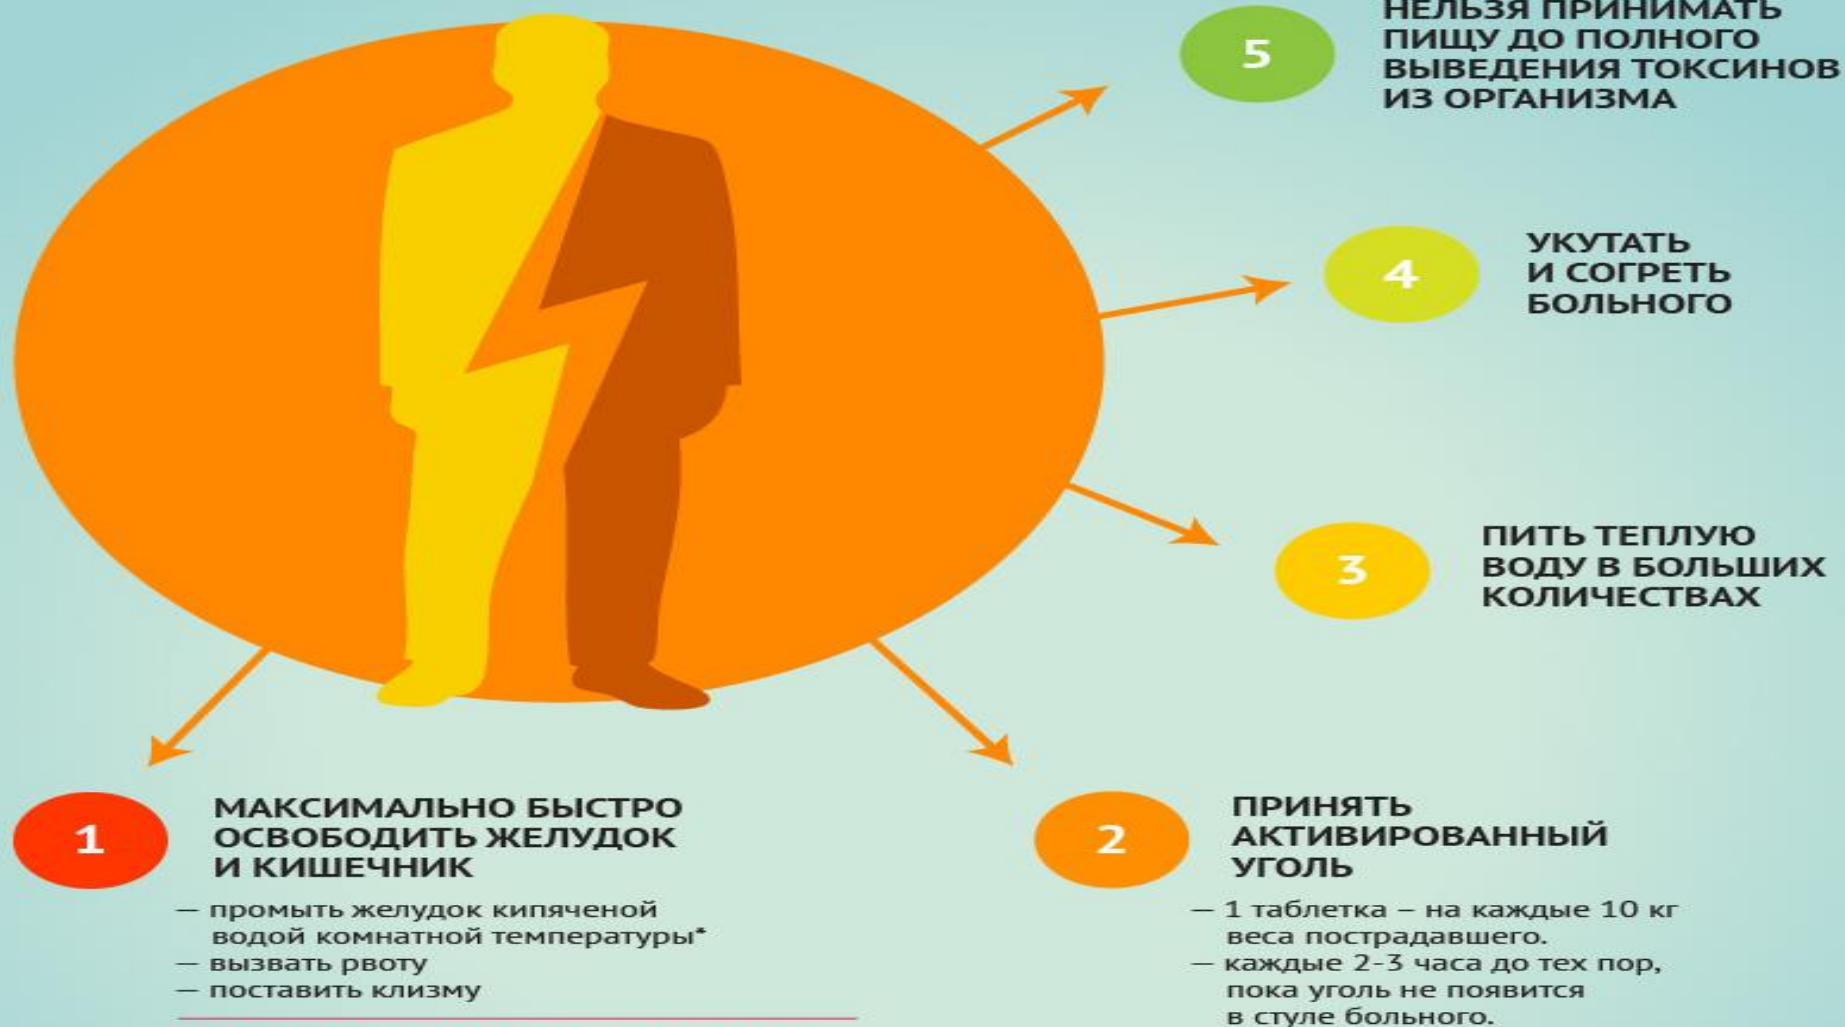 5
НЕЛЬЗЯ ПРИНИМАТЬ
ПИЩУ ДО ПОЛНОГО
ВЫВЕДЕНИЯ ТОКСИНОВ
ИЗ ОРГАНИЗМА
4
УКУТАТЬ
И СОГРЕТЬ
БОЛЬНОГО
3
ПИТЬ ТЕПЛУЮ
ВОДУ В БОЛЬШИХ
КОЛИЧЕСТВАХ
1
МАКСИМАЛЬНО БЫСТРО
ОСВОБОДИТЬ ЖЕЛУДОК
И КИШЕЧНИК
— промыть желудок кипяченой
водой комнатной температуры*
— вызвать рвоту
— поставить клизму
2
ПРИНЯТЬ
АКТИВИРОВАННЫЙ
УГОЛЬ
— 1 таблетка – на каждые 10 кг
веса пострадавшего.
— каждые 2-3 часа до тех пор,
пока уголь не появится
в стуле больного.